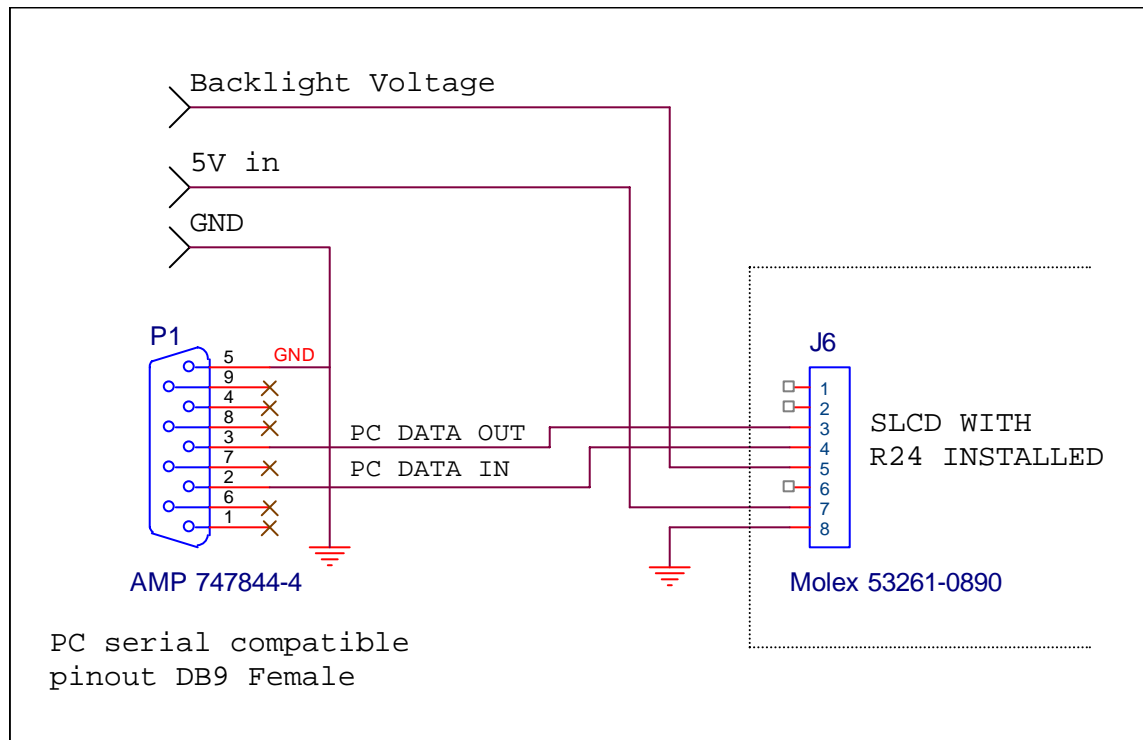 Backlight Voltage
5V in
GND
P1
5
GND
9
4
8
3
PC DATA OUT
7
PC DATA IN
2
6
1
AMP 747844-4
PC serial compatible
pinout DB9 Female
J6
1
2
3
4
5
6
7
8
SLCD WITH
R24 INSTALLED
Molex 53261-0890